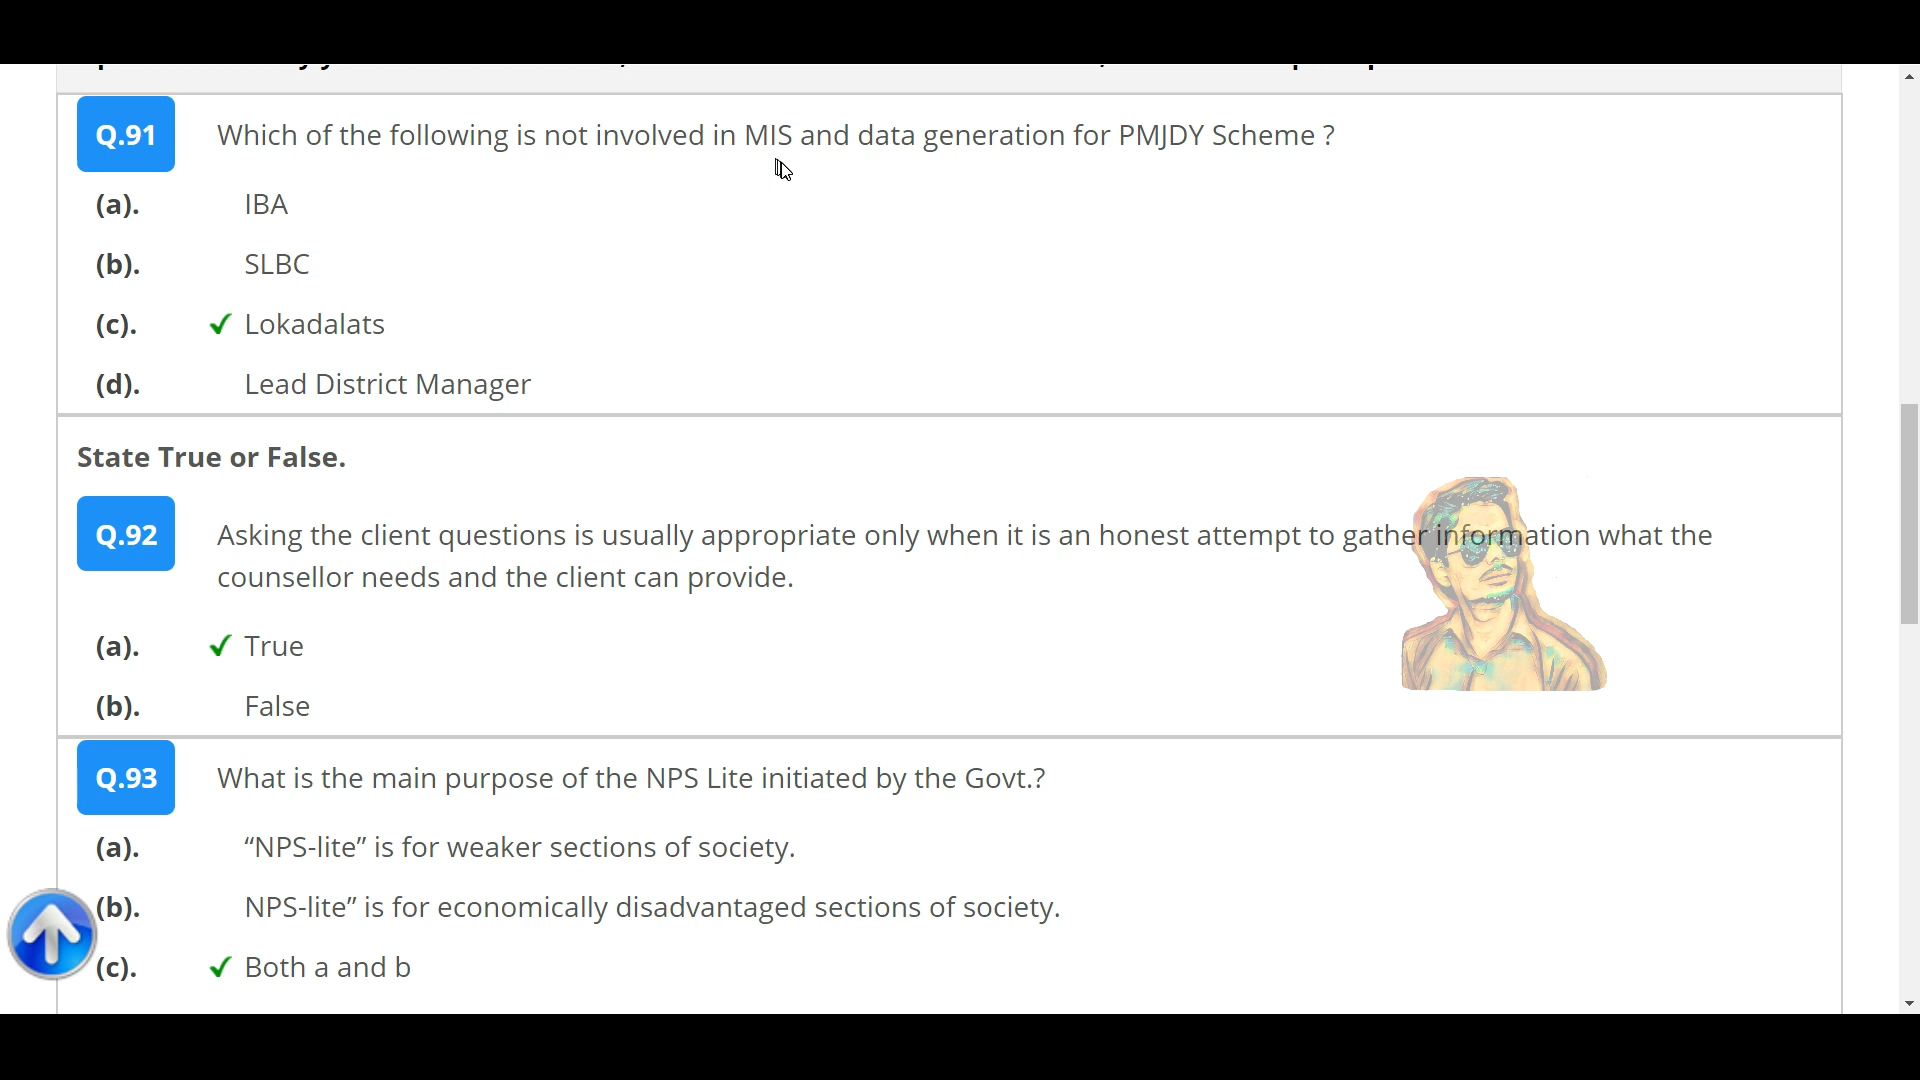 Q.91 Which of the following is not involved in MIS and data generation for PMJDY Scheme ?
(a). IBA
(b). SLBC
(c). ✓ Lokadalats
(d). Lead District Manager
State True or False.
Q.92 Asking the client questions is usually appropriate only when it is an honest attempt to gather information what the
counsellor needs and the client can provide.
(a). ✓ True
(b). False
Q.93 What is the main purpose of the NPS Lite initiated by the Govt.?
(a). “NPS-lite” is for weaker sections of society.
(b). NPS-lite” is for economically disadvantaged sections of society.
(c). ✓ Both a and b